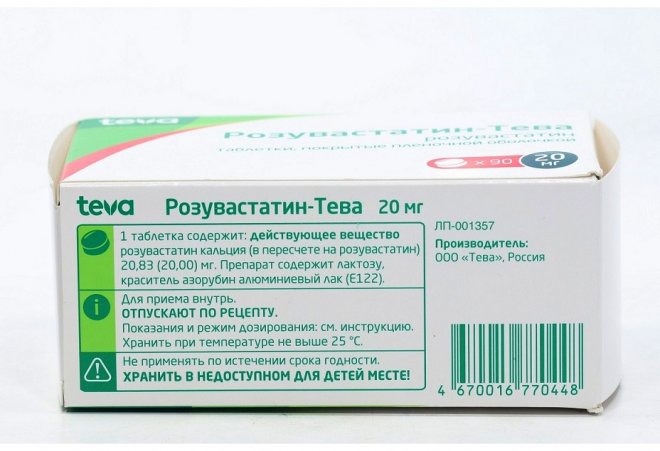 teva
Розувастатин-Тева
розувастатин
таблетки, покрытые пленочной оболочкой
x 90
20 мг
teva Розувастатин-Тева 20 мг
1 таблетка содержит: действующее вещество
розувастатин кальция (в пересчете на розувастатин)
20,83 (20,00) мг. Препарат содержит лактозу,
краситель азорубин алюминиевый лак (Е122).
Для приема внутрь.
ОТПУСКАЮТ ПО РЕЦЕПТУ.
Показания и режим дозирования: см. инструкцию.
Хранить при температуре не выше 25 °С.
Не применять по истечении срока годности.
ХРАНИТЬ В НЕДОСТУПНОМ ДЛЯ ДЕТЕЙ МЕСТЕ!
ЛП-001357
Производитель:
ООО «Тева», Россия
4 670016 770448